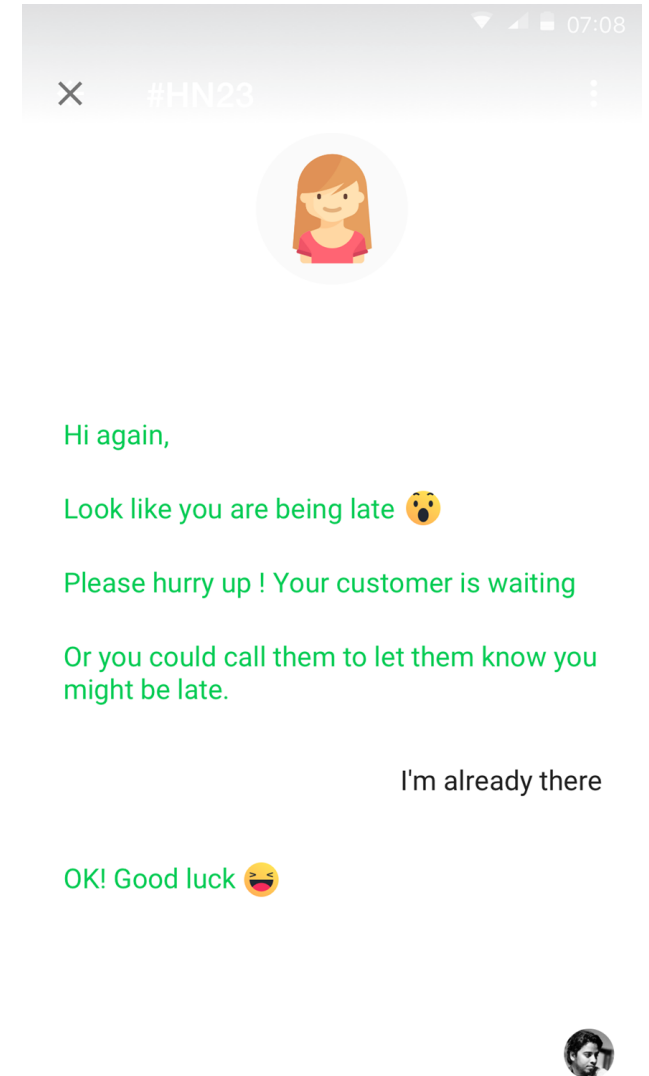 07:08
#HN23
Hi again,
Look like you are being late 😮
Please hurry up ! Your customer is waiting
Or you could call them to let them know you
might be late.
I'm already there
OK! Good luck 😆